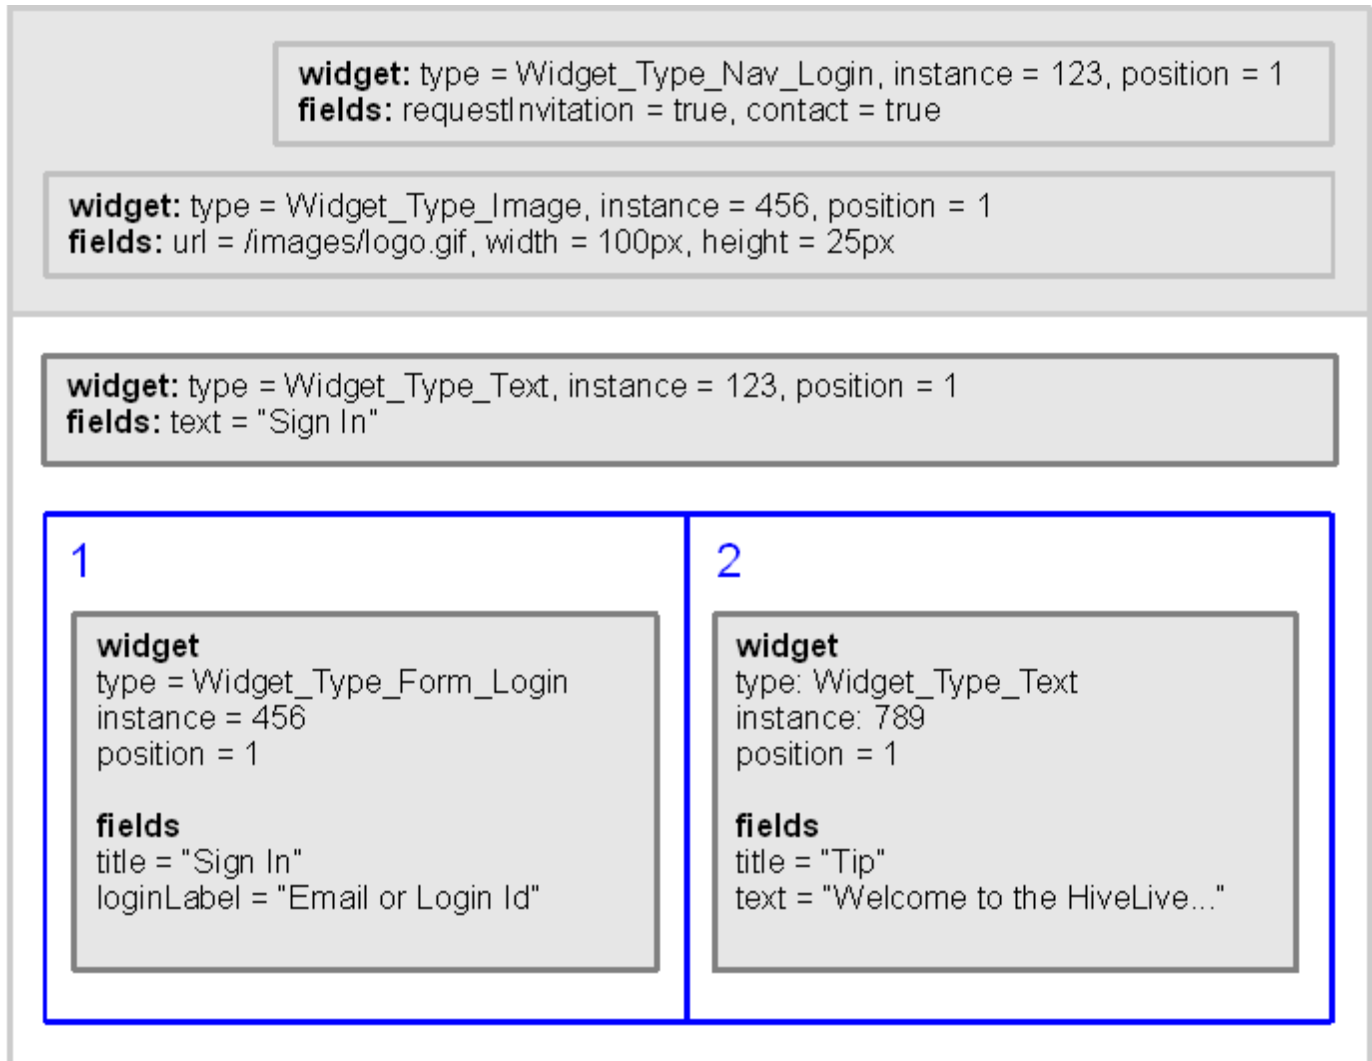 widget: type = Widget_Type_Nav_Login, instance = 123, position = 1
fields: requestInvitation = true, contact = true
widget: type = Widget_Type_Image, instance = 456, position = 1
fields: url = /images/logo.gif, width = 100px, height = 25px
widget: type = Widget_Type_Text, instance = 123, position = 1
fields: text = "Sign In"
1
widget
type = Widget_Type_Form_Login
instance = 456
position = 1
fields
title = "Sign In"
loginLabel = "Email or Login Id"
2
widget
type: Widget_Type_Text
instance: 789
position = 1
fields
title = "Tip"
text = "Welcome to the HiveLive..."